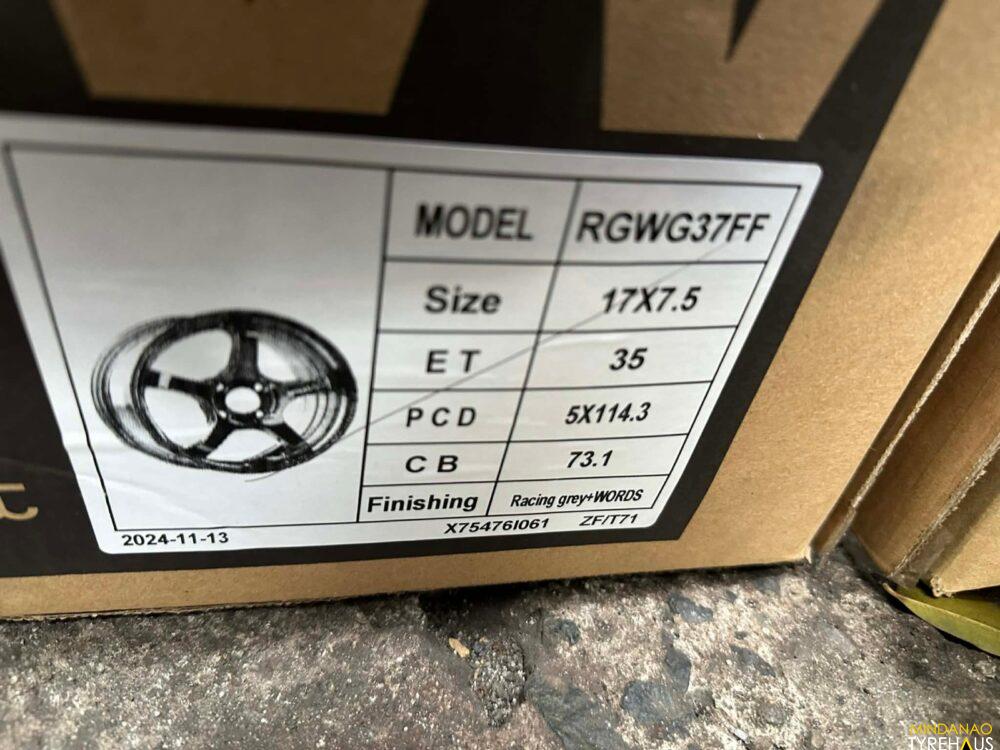 MODEL RGWG37FF
Size 17X7.5
ET 35
PCD 5X114.3
CB 73.1
Finishing Racing grey+WORDS
2024-11-13 X75476I061 ZF/T71
MINDANAO
TYREHAUS